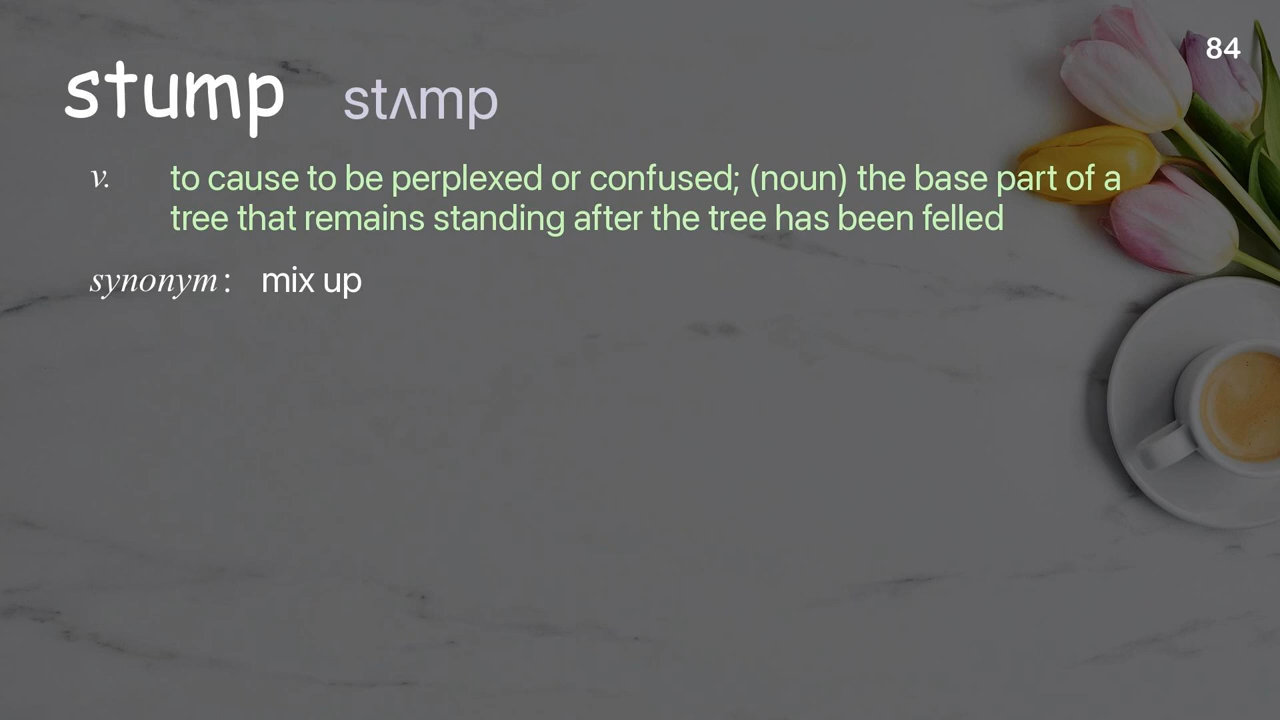 84
stump stʌmp
v. to cause to be perplexed or confused; (noun) the base part of a
tree that remains standing after the tree has been felled
synonym: mix up